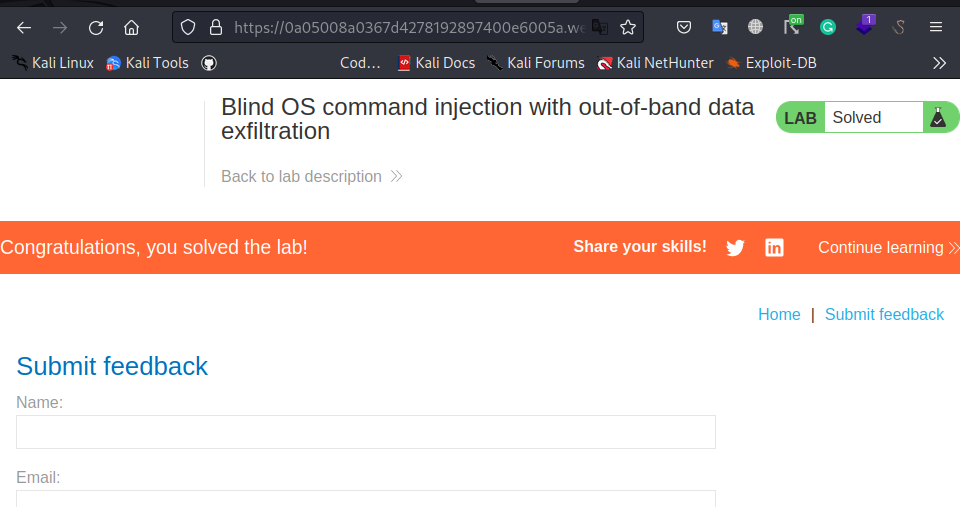 https://0a05008a0367d4278192897400e6005a.we
on
1
Kali Linux Kali Tools Cod... Kali Docs Kali Forums Kali NetHunter Exploit-DB
Blind OS command injection with out-of-band data
exfiltration
LAB Solved
Back to lab description
Congratulations, you solved the lab! Share your skills! Continue learning
Home | Submit feedback
Submit feedback
Name:
Email: